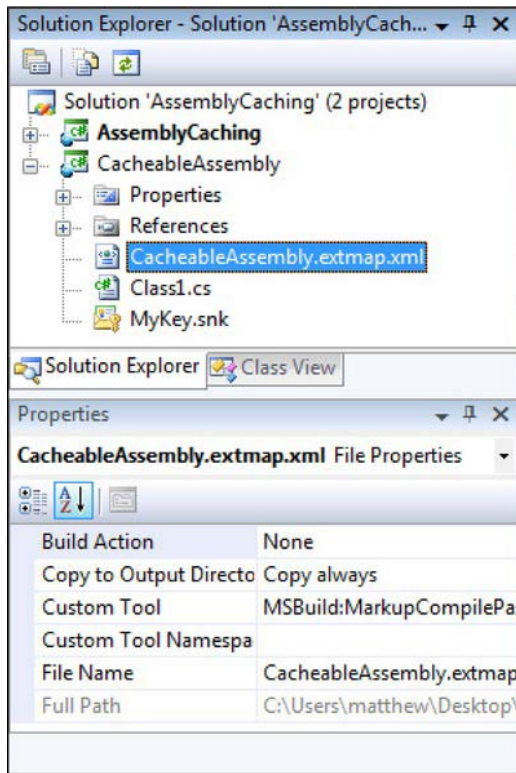 Solution Explorer - Solution 'AssemblyCach...
Solution 'AssemblyCaching' (2 projects)
AssemblyCaching
CacheableAssembly
Properties
References
CacheableAssembly.extmap.xml
Class1.cs
MyKey.snk
Solution Explorer Class View
Properties
CacheableAssembly.extmap.xml File Properties
Build Action None
Copy to Output Directo Copy always
Custom Tool MSBuild:MarkupCompilePa
Custom Tool Namespa
File Name CacheableAssembly.extmap
Full Path C:\Users\matthew\Desktop\